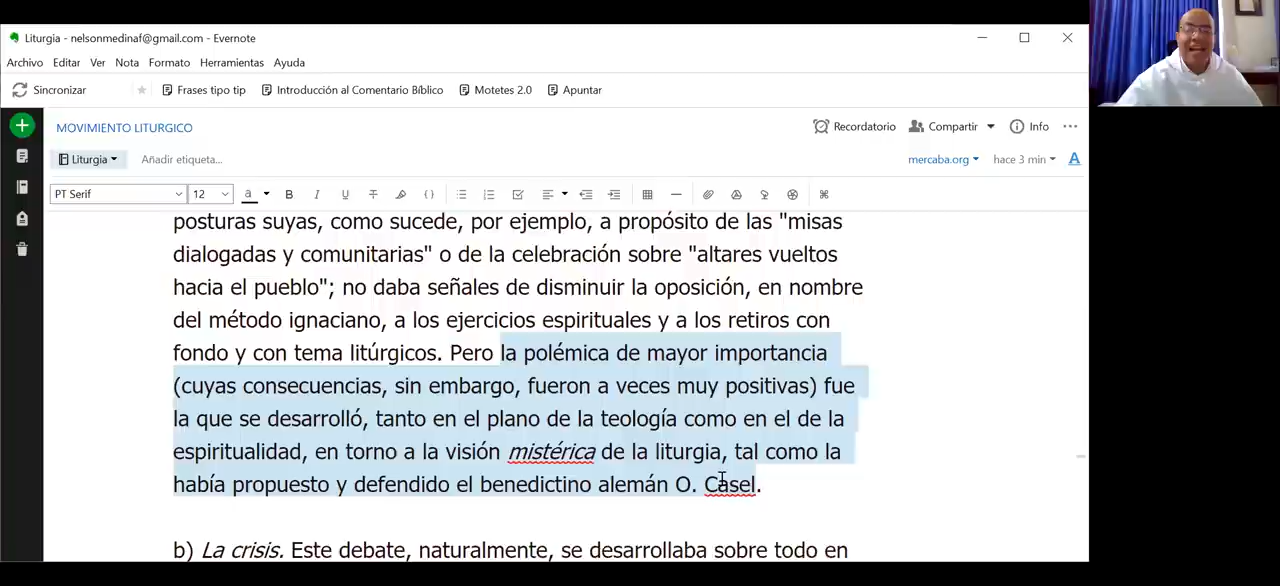 Liturgia - nelsonmedinaf@gmail.com - Evernote
Archivo Editar Ver Nota Formato Herramientas Ayuda
Sincronizar Frases tipo tip Introducción al Comentario Bíblico Motetes 2.0 Apuntar
MOVIMIENTO LITURGICO Recordatorio Compartir Info
Liturgia Añadir etiqueta... mercaba.org hace 3 min
PT Serif 12 a B I U T
posturas suyas, como sucede, por ejemplo, a propósito de las "misas
dialogadas y comunitarias" o de la celebración sobre "altares vueltos
hacia el pueblo"; no daba señales de disminuir la oposición, en nombre
del método ignaciano, a los ejercicios espirituales y a los retiros con
fondo y con tema litúrgicos. Pero la polémica de mayor importancia
(cuyas consecuencias, sin embargo, fueron a veces muy positivas) fue
la que se desarrolló, tanto en el plano de la teología como en el de la
espiritualidad, en torno a la visión mistérica de la liturgia, tal como la
había propuesto y defendido el benedictino alemán O. Casel.
b) La crisis. Este debate, naturalmente, se desarrollaba sobre todo en